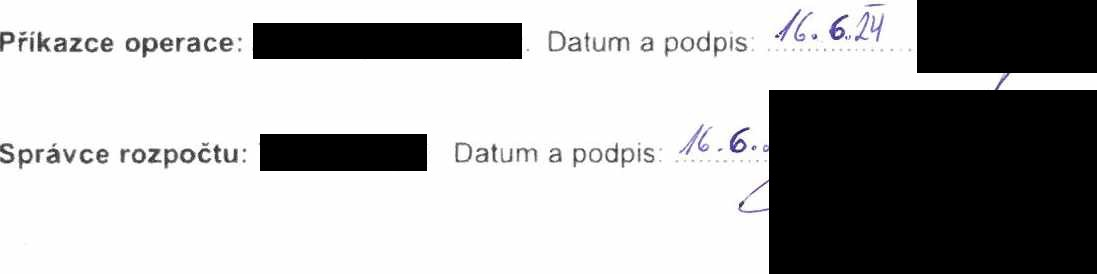 Příkazce operace: Datum a podpis: 16.6.24
Správce rozpočtu: Datum a podpis: 16.6.